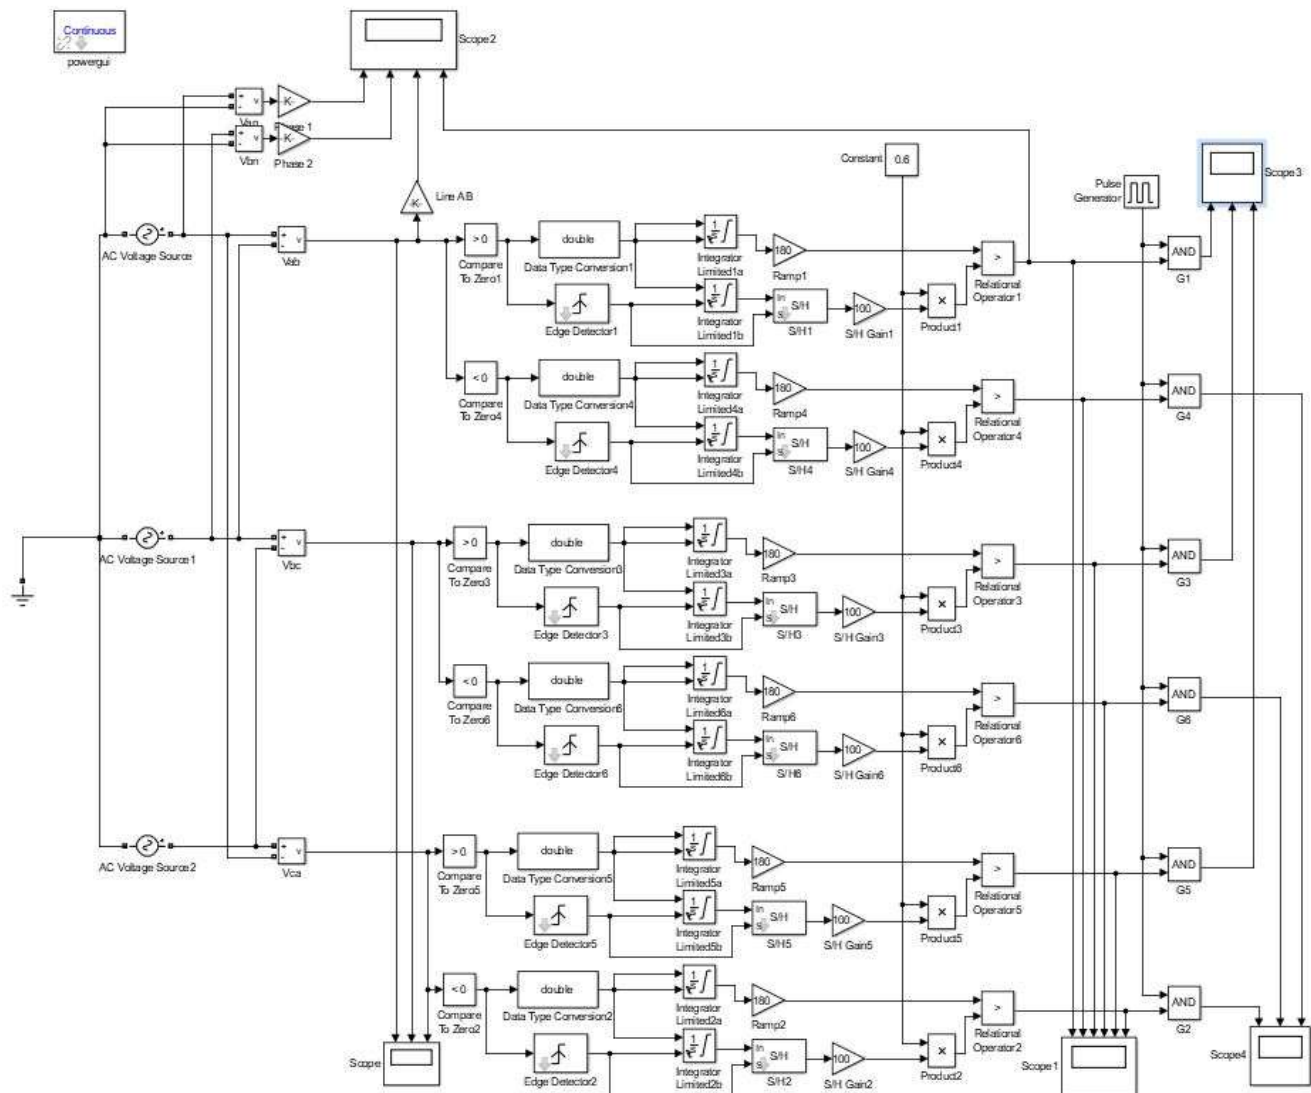 Continuous
powergui
Scope2
+
-
v
Van
K-
Phase 1
+
-
v
Vbn
K-
Phase 2
Constant
0.6
Pulse
Generator
Scope3
-K-
Line AB
AC Voltage Source
+
-
v
Vab
> 0
Compare
To Zero1
double
Data Type Conversion1
Edge Detector1
Integrator
Limited1a
180
Ramp1
Integrator
Limited1b
In
S/H
S/H1
100
S/H Gain1
×
Product1
>
Relational
Operator1
AND
G1
< 0
Compare
To Zero4
double
Data Type Conversion4
Edge Detector4
Integrator
Limited4a
180
Ramp4
Integrator
Limited4b
In
S/H
S/H4
100
S/H Gain4
×
Product4
>
Relational
Operator4
AND
G4
AC Voltage Source1
+
-
v
Vbc
> 0
Compare
To Zero3
double
Data Type Conversion3
Edge Detector3
Integrator
Limited3a
180
Ramp3
Integrator
Limited3b
In
S/H
S/H3
100
S/H Gain3
×
Product3
>
Relational
Operator3
AND
G3
< 0
Compare
To Zero6
double
Data Type Conversion6
Edge Detector6
Integrator
Limited6a
180
Ramp6
Integrator
Limited6b
In
S/H
S/H6
100
S/H Gain6
×
Product6
>
Relational
Operator6
AND
G6
AC Voltage Source2
+
-
v
Vca
> 0
Compare
To Zero5
double
Data Type Conversion5
Edge Detector5
Integrator
Limited5a
180
Ramp5
Integrator
Limited5b
In
S/H
S/H5
100
S/H Gain5
×
Product5
>
Relational
Operator5
AND
G5
< 0
Compare
To Zero2
double
Data Type Conversion2
Edge Detector2
Integrator
Limited2a
180
Ramp2
Integrator
Limited2b
In
S/H
S/H2
100
S/H Gain2
×
Product2
>
Relational
Operator2
AND
G2
Scope
Scope1
Scope4